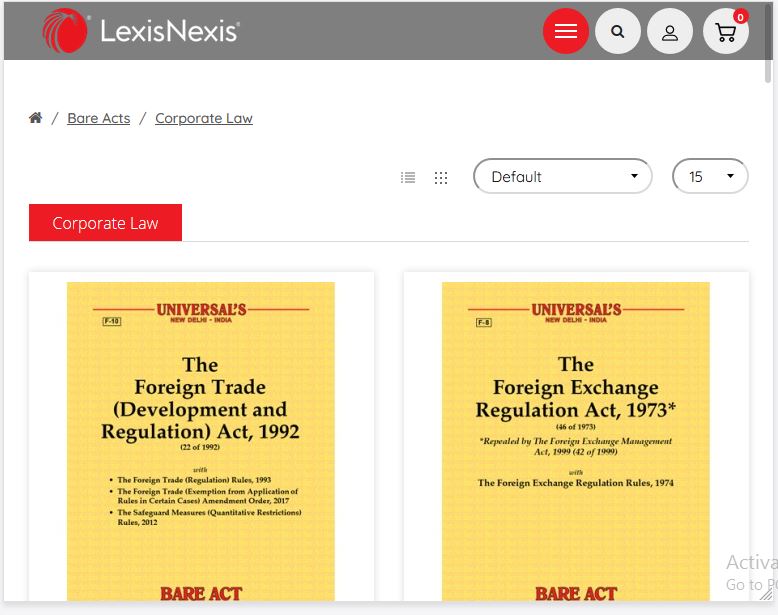 LexisNexis®
0
/ Bare Acts / Corporate Law
Default
15
Corporate Law
UNIVERSAL'S
NEW DELHI - INDIA
F-10
The
Foreign Trade
(Development and
Regulation) Act, 1992
(22 of 1992)
with
• The Foreign Trade (Regulation) Rules, 1993
• The Foreign Trade (Exemption from Application of
Rules in Certain Cases) Amendment Order, 2017
• The Safeguard Measures (Quantitative Restrictions)
Rules, 2012
BARE ACT
UNIVERSAL'S
NEW DELHI - INDIA
F-8
The
Foreign Exchange
Regulation Act, 1973*
(46 of 1973)
*Repealed by The Foreign Exchange Management
Act, 1999 (42 of 1999)
with
The Foreign Exchange Regulation Rules, 1974
BARE ACT
Activa
Go to PC